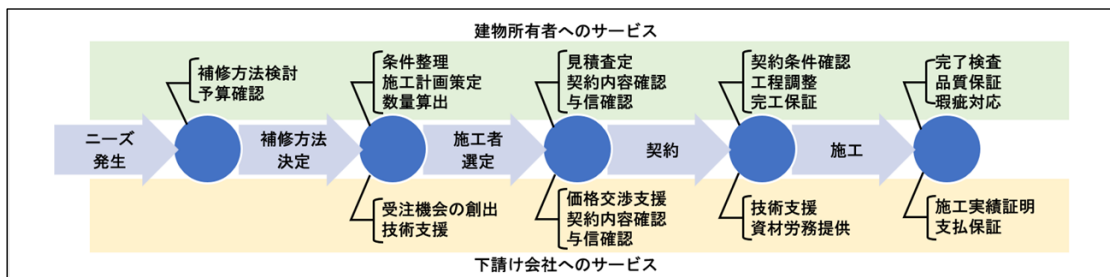 建物所有者へのサービス
補修方法検討
予算確認
条件整理
施工計画策定
数量算出
見積査定
契約内容確認
与信確認
契約条件確認
工程調整
完工保証
完了検査
品質保証
瑕疵対応
ニーズ
発生
補修方法
決定
施工者
選定
契約
施工
受注機会の創出
技術支援
価格交渉支援
契約内容確認
与信確認
技術支援
資材労務提供
施工実績証明
支払保証
下請け会社へのサービス